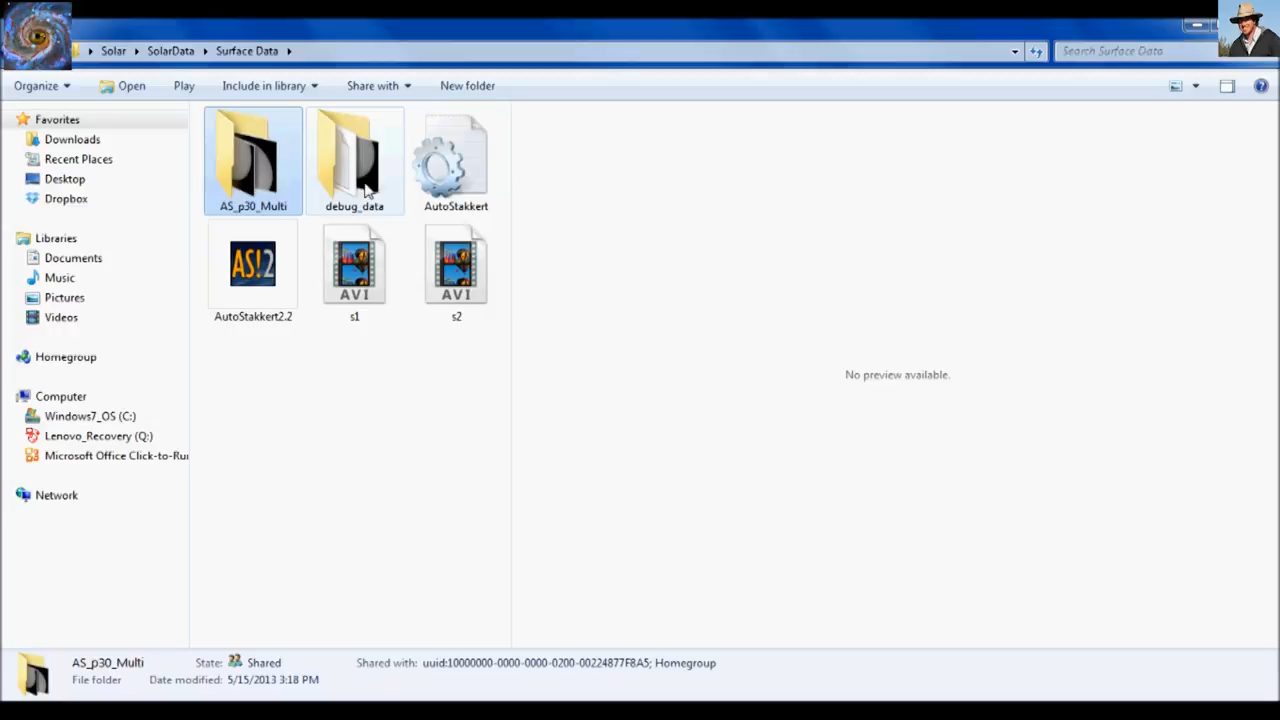 Solar SolarData Surface Data Search Surface Data
Organize Open Play Include in library Share with New folder
Favorites
Downloads
Recent Places
Desktop
Dropbox
Libraries
Documents
Music
Pictures
Videos
Homegroup
Computer
Windows7_OS (C:)
Lenovo_Recovery (Q:)
Microsoft Office Click-to-Run
Network
AS_p30_Multi debug_data AutoStakkert
AS!2 AVI AVI
AutoStakkert2.2 s1 s2
No preview available.
AS_p30_Multi State: Shared Shared with: uuid:10000000-0000-0000-0200-00224877F8A5; Homegroup
File folder Date modified: 5/15/2013 3:18 PM